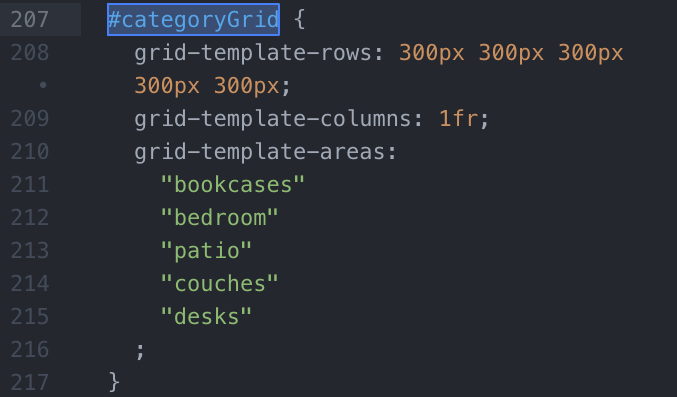 207 #categoryGrid {
208 grid-template-rows: 300px 300px 300px
• 300px 300px;
209 grid-template-columns: 1fr;
210 grid-template-areas:
211 "bookcases"
212 "bedroom"
213 "patio"
214 "couches"
215 "desks"
216 ;
217 }